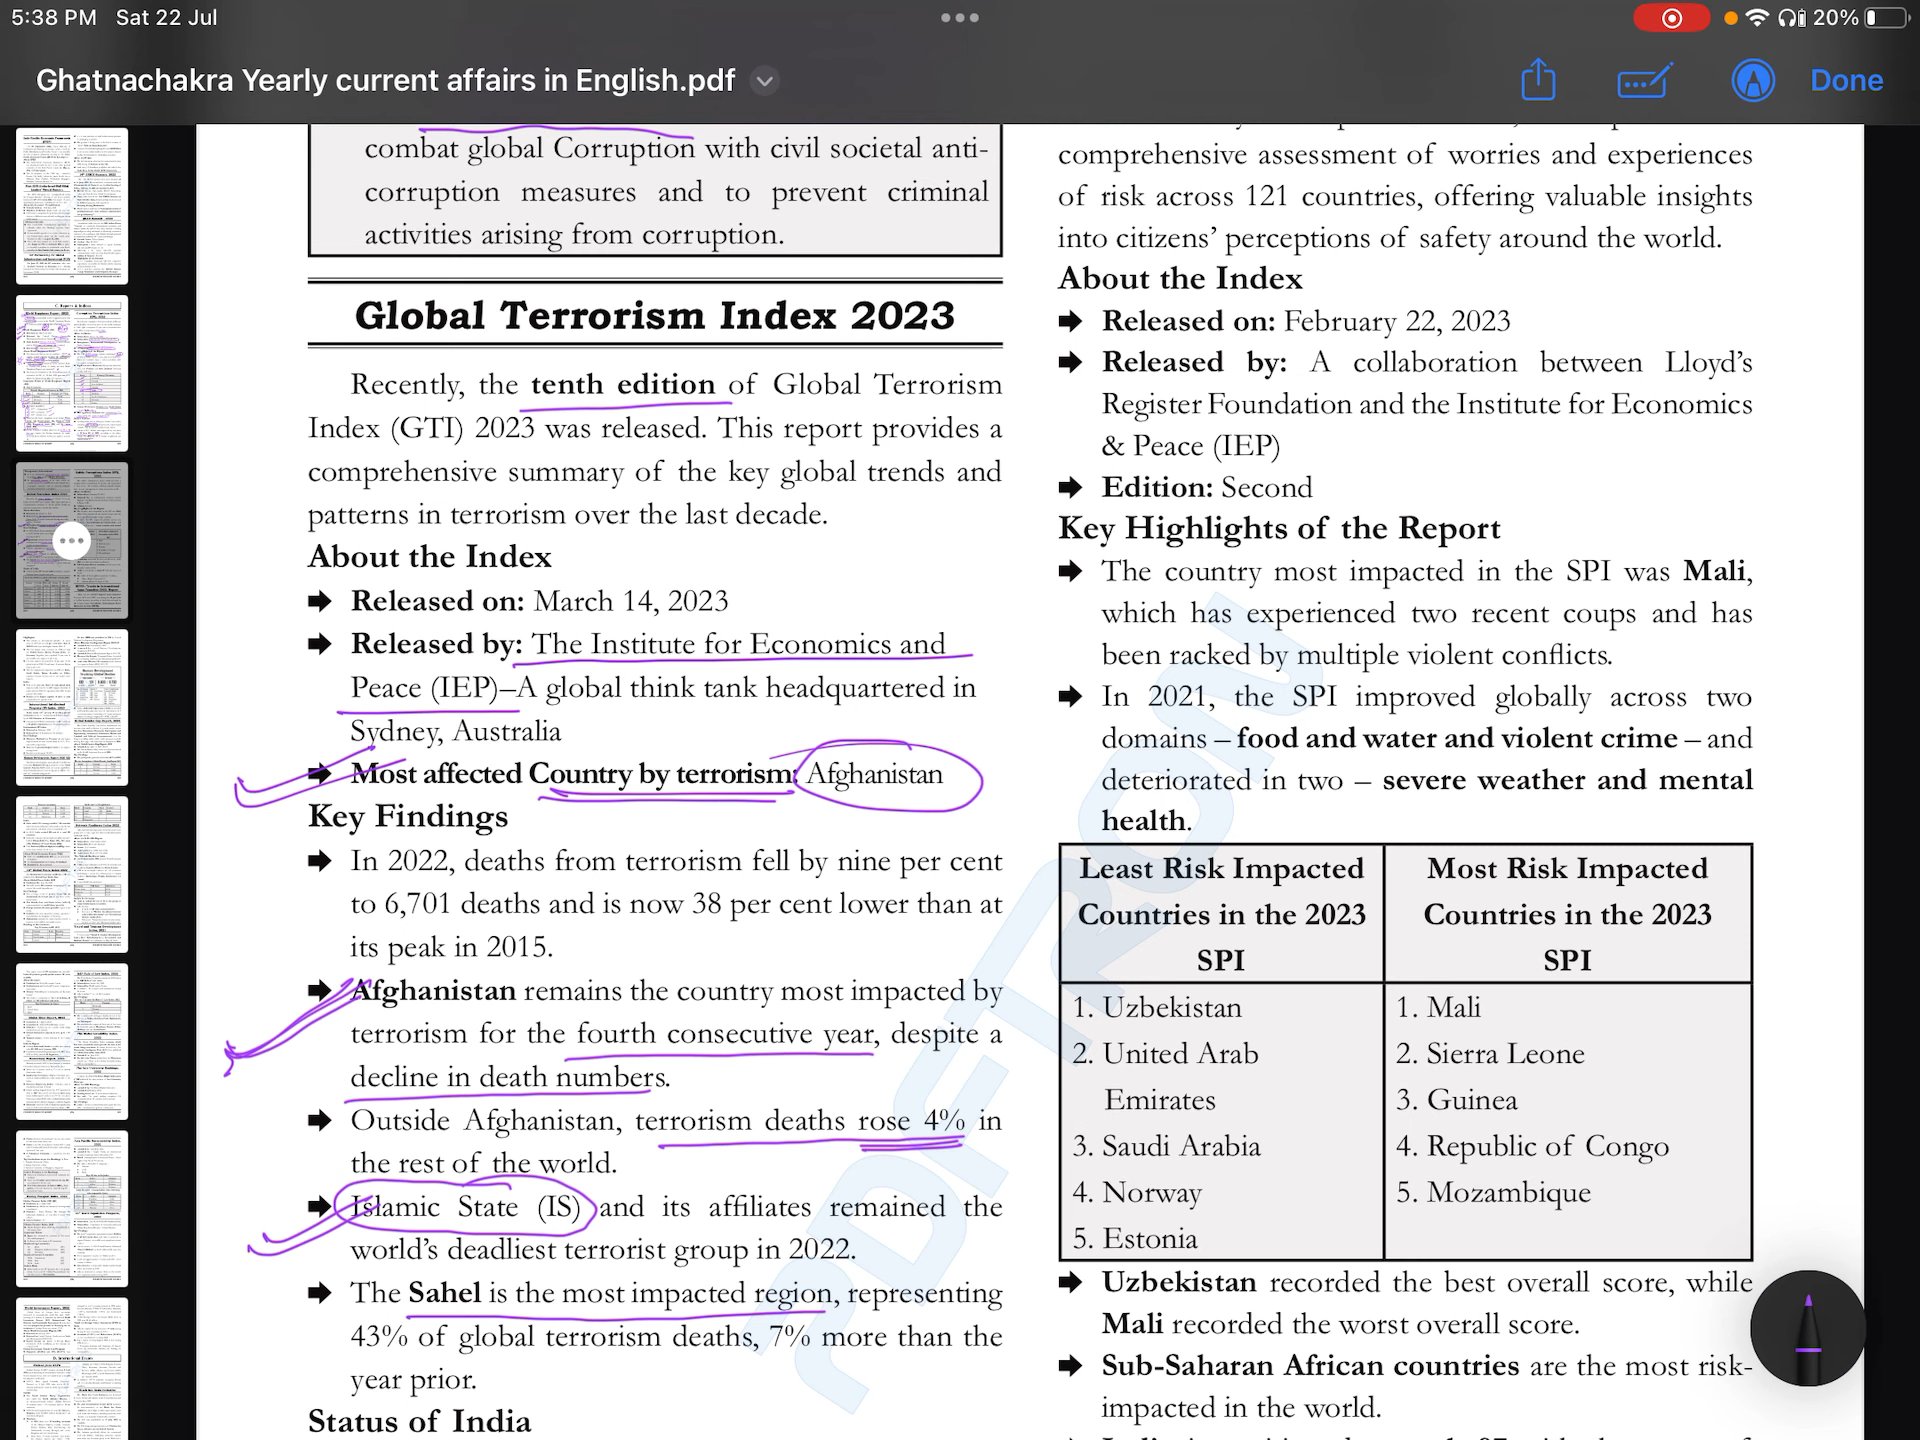 5:38 PM Sat 22 Jul
20%
Ghatnachakra Yearly current affairs in English.pdf
Done
combat global Corruption with civil societal anti-
corruption measures and to prevent criminal
activities arising from corruption.
Global Terrorism Index 2023
Recently, the tenth edition of Global Terrorism
Index (GTI) 2023 was released. This report provides a
comprehensive summary of the key global trends and
patterns in terrorism over the last decade.
About the Index
Released on: March 14, 2023
Released by: The Institute for Economics and
Peace (IEP)–A global think tank headquartered in
Sydney, Australia
Most affected Country by terrorism: Afghanistan
Key Findings
In 2022, deaths from terrorism fell by nine per cent
to 6,701 deaths and is now 38 per cent lower than at
its peak in 2015.
Afghanistan remains the country most impacted by
terrorism for the fourth consecutive year, despite a
decline in death numbers.
Outside Afghanistan, terrorism deaths rose 4% in
the rest of the world.
Islamic State (IS) and its affiliates remained the
world's deadliest terrorist group in 2022.
The Sahel is the most impacted region, representing
43% of global terrorism deaths, 7% more than the
year prior.
Status of India
comprehensive assessment of worries and experiences
of risk across 121 countries, offering valuable insights
into citizens' perceptions of safety around the world.
About the Index
Released on: February 22, 2023
Released by: A collaboration between Lloyd's
Register Foundation and the Institute for Economics
& Peace (IEP)
Edition: Second
Key Highlights of the Report
The country most impacted in the SPI was Mali,
which has experienced two recent coups and has
been racked by multiple violent conflicts.
In 2021, the SPI improved globally across two
domains – food and water and violent crime – and
deteriorated in two – severe weather and mental
health.
Least Risk Impacted
Countries in the 2023
SPI
Most Risk Impacted
Countries in the 2023
SPI
1. Uzbekistan
2. United Arab
Emirates
3. Saudi Arabia
4. Norway
5. Estonia
1. Mali
2. Sierra Leone
3. Guinea
4. Republic of Congo
5. Mozambique
Uzbekistan recorded the best overall score, while
Mali recorded the worst overall score.
Sub-Saharan African countries are the most risk-
impacted in the world.
PDFTRON